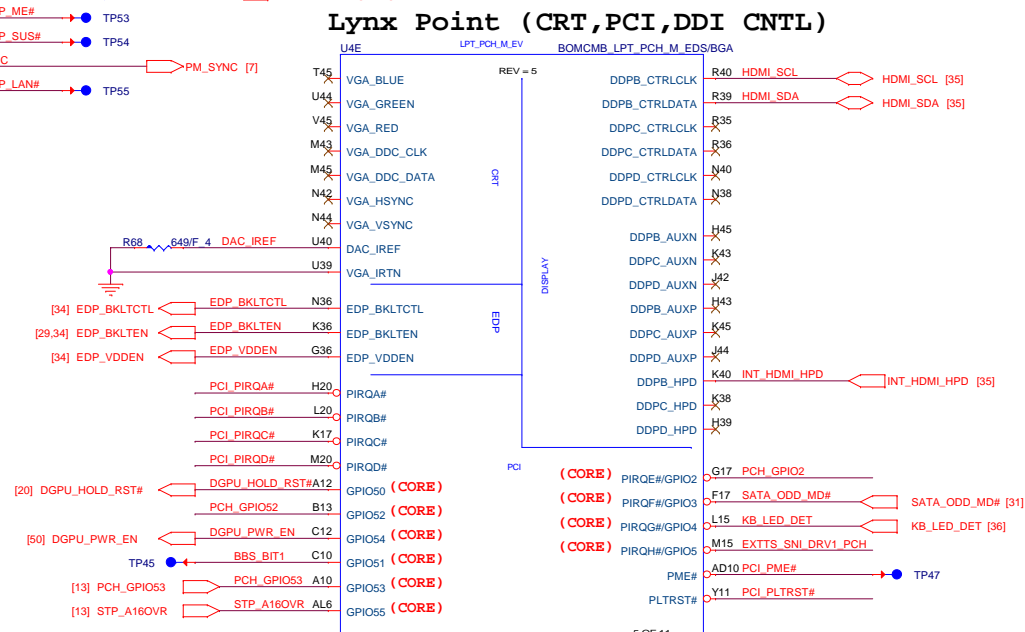 P_ME# TP53
Lynx Point (CRT,PCI,DDI CNTL)
P_SUS# TP54
U4E LPT_PCH_M_EV BOMCMB_LPT_PCH_M_EDS/BGA
C PM_SYNC [7]
REV = 5
P_LAN# TP55
T45 VGA_BLUE DDPB_CTRLCLK R40 HDMI_SCL HDMI_SCL [35]
U44 VGA_GREEN DDPB_CTRLDATA R39 HDMI_SDA HDMI_SDA [35]
V45 VGA_RED DDPC_CTRLCLK R35
M43 VGA_DDC_CLK DDPC_CTRLDATA R36
M45 VGA_DDC_DATA CRT DDPD_CTRLCLK N40
N42 VGA_HSYNC DDPD_CTRLDATA N38
N44 VGA_VSYNC
DDPB_AUXN H45
R68 649/F_4 DAC_IREF U40 DAC_IREF
DDPC_AUXN K43
U39 VGA_IRTN DISPLAY
DDPD_AUXN J42
[34] EDP_BKLTCTL EDP_BKLTCTL N36 EDP_BKLTCTL DDPB_AUXP H43
[29,34] EDP_BKLTEN EDP_BKLTEN K36 EDP_BKLTEN EDP DDPC_AUXP K45
[34] EDP_VDDEN EDP_VDDEN G36 EDP_VDDEN DDPD_AUXP J44
DDPB_HPD K40 INT_HDMI_HPD INT_HDMI_HPD [35]
PCI_PIRQA# H20 PIRQA# DDPC_HPD K38
PCI_PIRQB# L20 PIRQB# DDPD_HPD H39
PCI_PIRQC# K17 PIRQC#
PCI_PIRQD# M20 PIRQD# PCI
(CORE) PIRQE#/GPIO2 G17 PCH_GPIO2
[20] DGPU_HOLD_RST# DGPU_HOLD_RST# A12 GPIO50 (CORE)
(CORE) PIRQF#/GPIO3 F17 SATA_ODD_MD# SATA_ODD_MD# [31]
PCH_GPIO52 B13 GPIO52 (CORE)
(CORE) PIRQG#/GPIO4 L15 KB_LED_DET KB_LED_DET [36]
[50] DGPU_PWR_EN DGPU_PWR_EN C12 GPIO54 (CORE)
(CORE) PIRQH#/GPIO5 M15 EXTTS_SNI_DRV1_PCH
TP45 BBS_BIT1 C10 GPIO51 (CORE)
PME# AD10 PCI_PME# TP47
[13] PCH_GPIO53 PCH_GPIO53 A10 GPIO53 (CORE)
PLTRST# Y11 PCI_PLTRST#
[13] STP_A16OVR STP_A16OVR AL6 GPIO55 (CORE)
5 OF 11